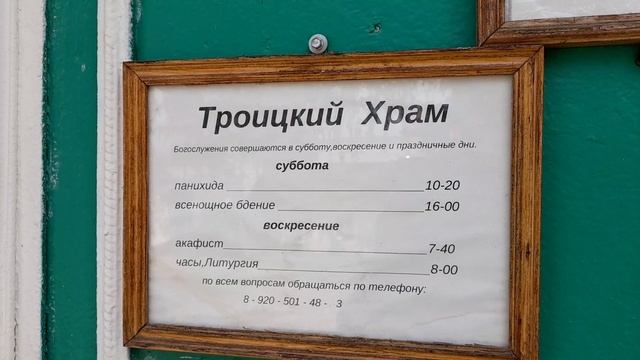 Троицкий Храм
Богослужения совершаются в субботу,воскресение и праздничные дни.
суббота
панихида 10-20
всенощное бдение 16-00
воскресение
акафист 7-40
часы,Литургия 8-00
по всем вопросам обращаться по телефону:
8 - 920 - 501 - 48 - 3